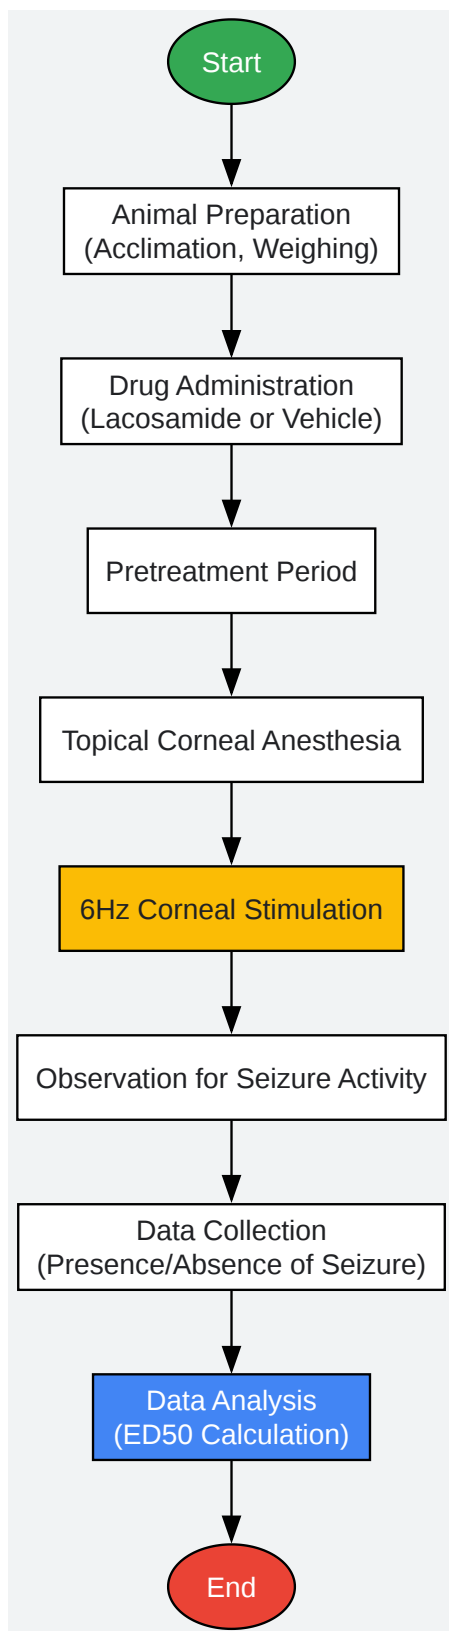 Start
Animal Preparation
(Acclimation, Weighing)
Drug Administration
(Lacosamide or Vehicle)
Pretreatment Period
Topical Corneal Anesthesia
6Hz Corneal Stimulation
Observation for Seizure Activity
Data Collection
(Presence/Absence of Seizure)
Data Analysis
(ED50 Calculation)
End